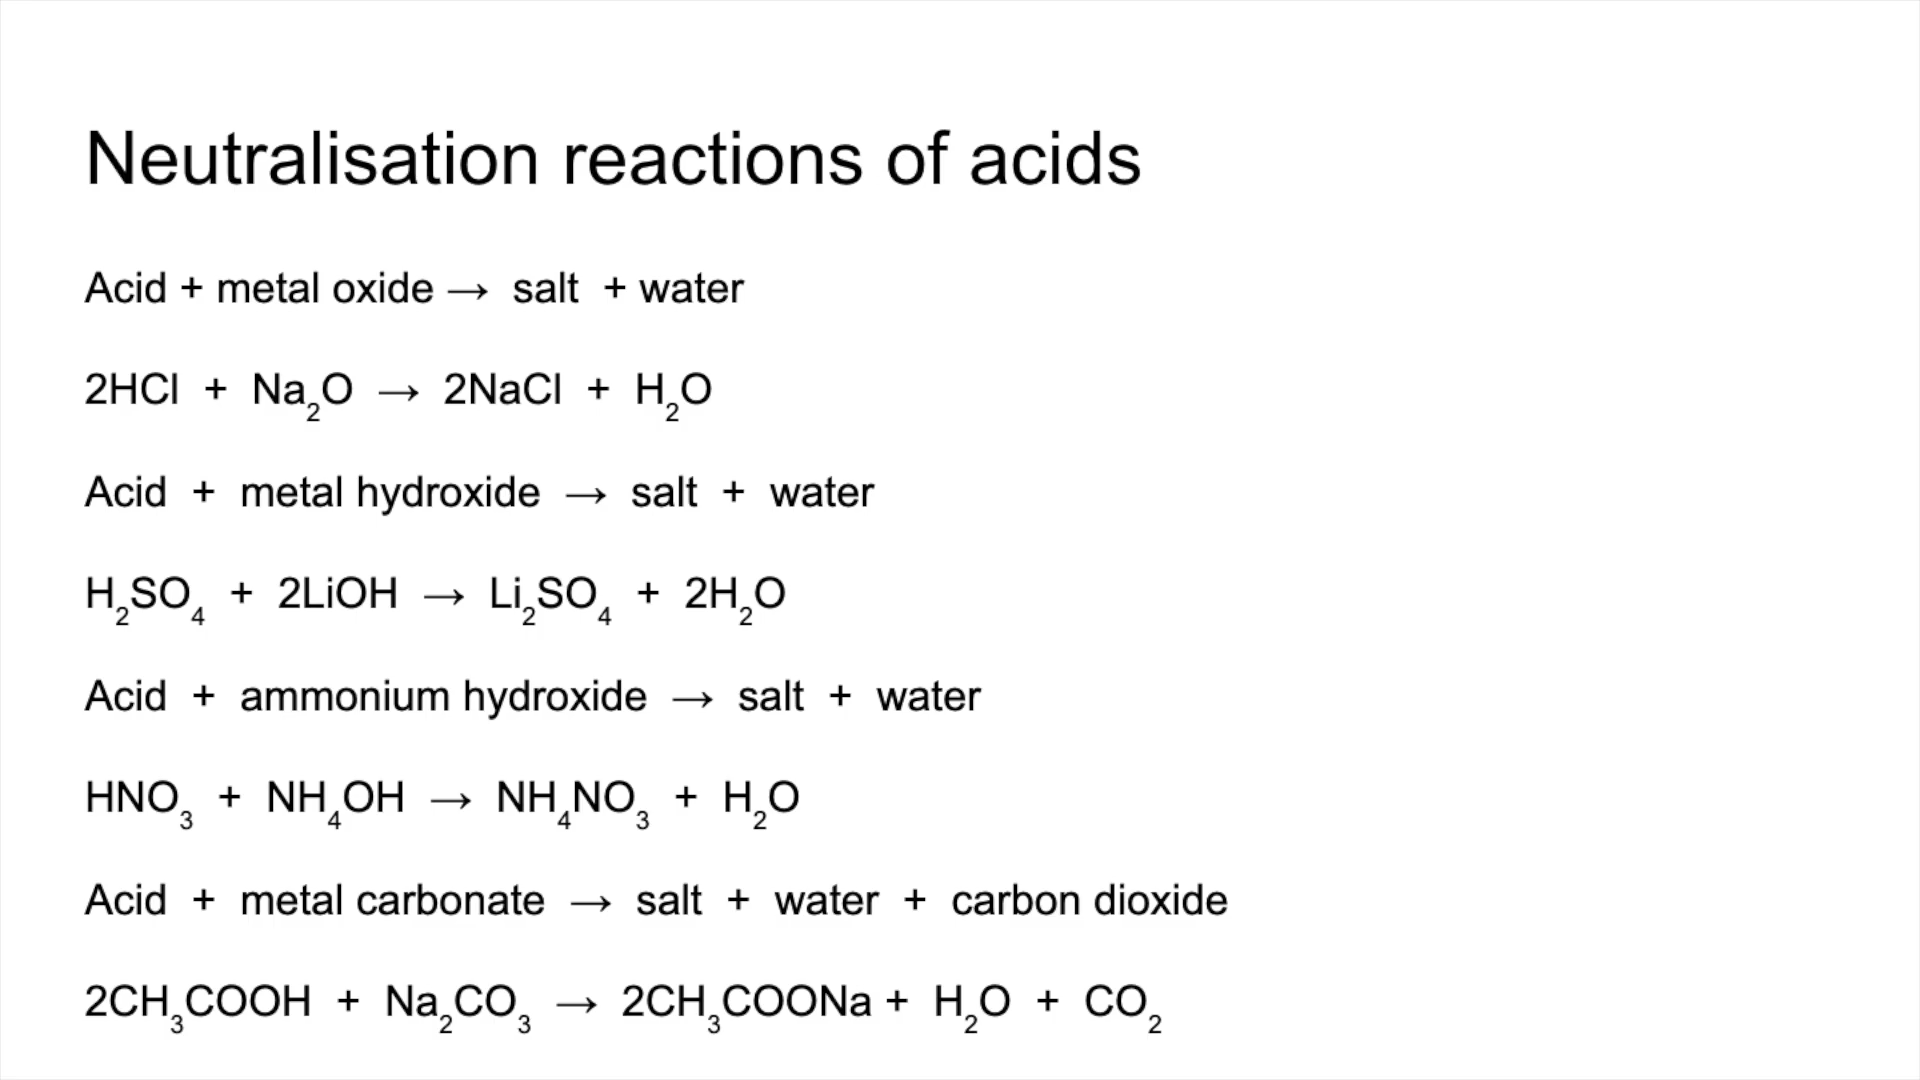 Neutralisation reactions of acids
Acid + metal oxide → salt + water
2HCl + Na₂O → 2NaCl + H₂O
Acid + metal hydroxide → salt + water
H₂SO₄ + 2LiOH → Li₂SO₄ + 2H₂O
Acid + ammonium hydroxide → salt + water
HNO₃ + NH₄OH → NH₄NO₃ + H₂O
Acid + metal carbonate → salt + water + carbon dioxide
2CH₃COOH + Na₂CO₃ → 2CH₃COONa + H₂O + CO₂